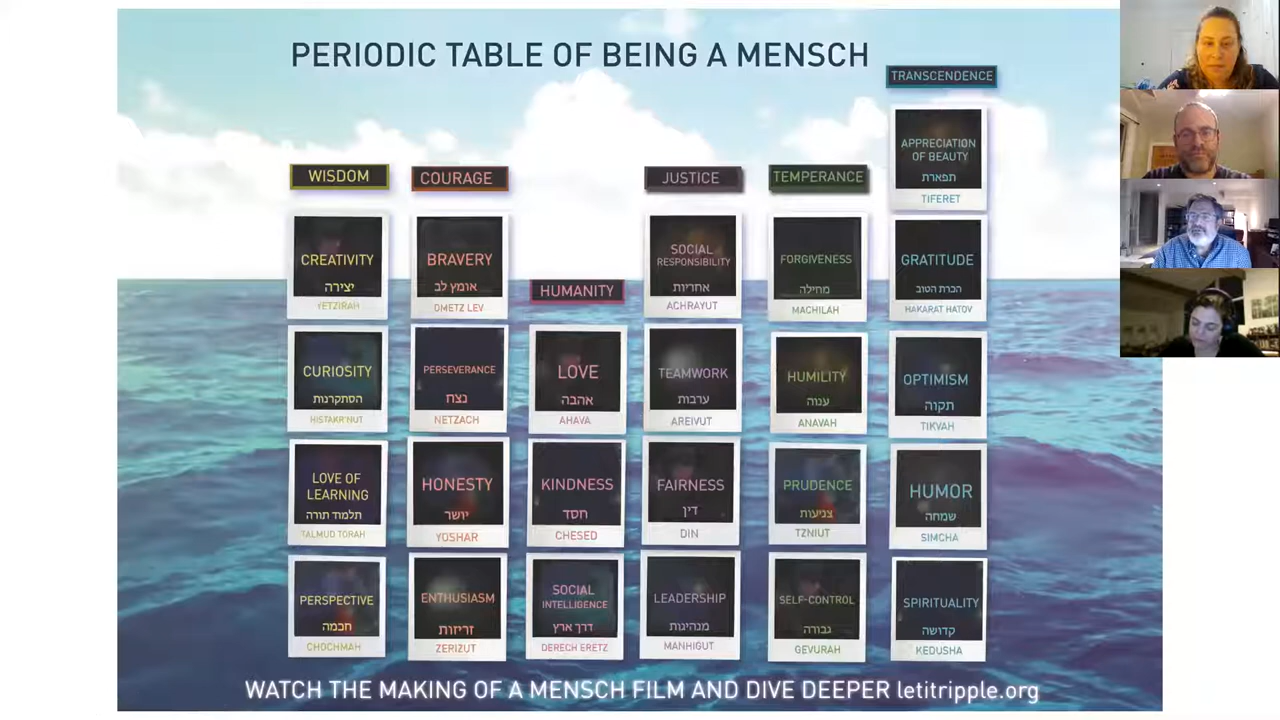 PERIODIC TABLE OF BEING A MENSCH
WISDOM
CREATIVITY
יצירה
YETZIRAH
CURIOSITY
הסתקרנות
HISTAKR'NUT
LOVE OF
LEARNING
תלמוד תורה
TALMUD TORAH
PERSPECTIVE
חכמה
CHOCHMAH
COURAGE
BRAVERY
אומץ לב
OMETZ LEV
PERSEVERANCE
נצח
NETZACH
HONESTY
יושר
YOSHAR
ENTHUSIASM
זריזות
ZERIZUT
HUMANITY
LOVE
אהבה
AHAVA
KINDNESS
חסד
CHESED
SOCIAL
INTELLIGENCE
דרך ארץ
DERECH ERETZ
JUSTICE
SOCIAL
RESPONSIBILITY
אחריות
ACHRAYUT
TEAMWORK
ערבות
AREIVUT
FAIRNESS
דין
DIN
LEADERSHIP
מנהיגות
MANHIGUT
TEMPERANCE
FORGIVENESS
מחילה
MACHILAH
HUMILITY
ענוה
ANAVAH
PRUDENCE
צניעות
TZNIUT
SELF-CONTROL
גבורה
GEVURAH
TRANSCENDENCE
APPRECIATION
OF BEAUTY
תפארת
TIFERET
GRATITUDE
הכרת הטוב
HAKARAT HATOV
OPTIMISM
תקוה
TIKVAH
HUMOR
שמחה
SIMCHA
SPIRITUALITY
קדושה
KEDUSHA
WATCH THE MAKING OF A MENSCH FILM AND DIVE DEEPER letitripple.org